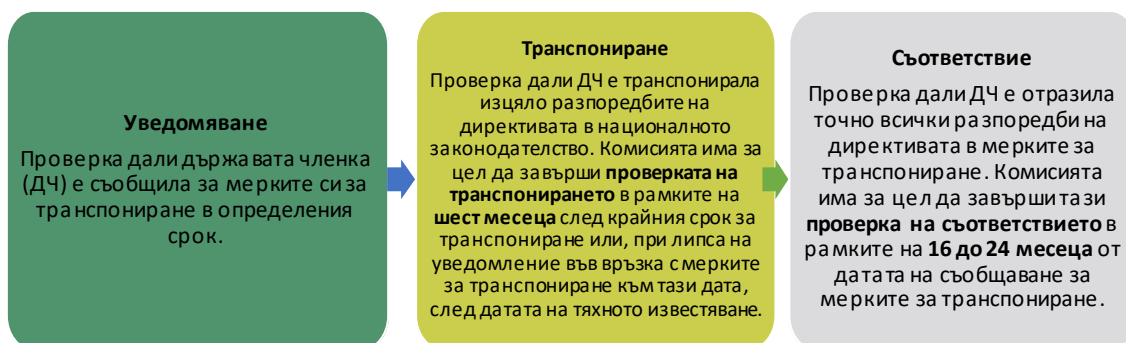 Уведомяване
Проверка дали държавата членка
(ДЧ) е съобщила за мерките си за
транспониране в определения
срок.
Транспониране
Проверка дали ДЧ е транспонирала
изцяло разпоредбите на
директивата в националното
законодателство. Комисията има за
цел да завърши проверката на
транспонирането в рамките на
шест месеца след крайния срок за
транспониране или, при липса на
уведомление във връзка с мерките
за транспониране към тази дата,
след датата на тяхното известяване.
Съответствие
Проверка дали ДЧ е отразила
точно всички разпоредби на
директивата в мерките за
транспониране. Комисията
има за цел да завърши тази
проверка на съответствието в
рамките на 16 до 24 месеца от
датата на съобщаване за
мерките за транспониране.